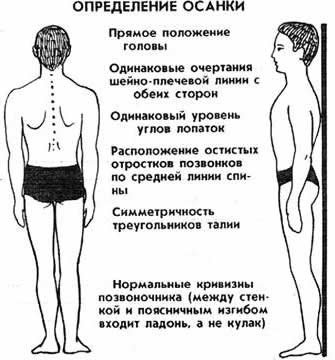 ОПРЕДЕЛЕНИЕ ОСАНКИ
Прямое положение
головы
Одинаковые очертания
шейно-плечевой линии с
обеих сторон
Одинаковый уровень
углов лопаток
Расположение остистых
отростков позвонков
по средней линии спи-
ны
Симметричность
треугольников талии
Нормальные кривизны
позвоночника (между стен-
кой и поясничным изгибом
входит ладонь, а не кулак)